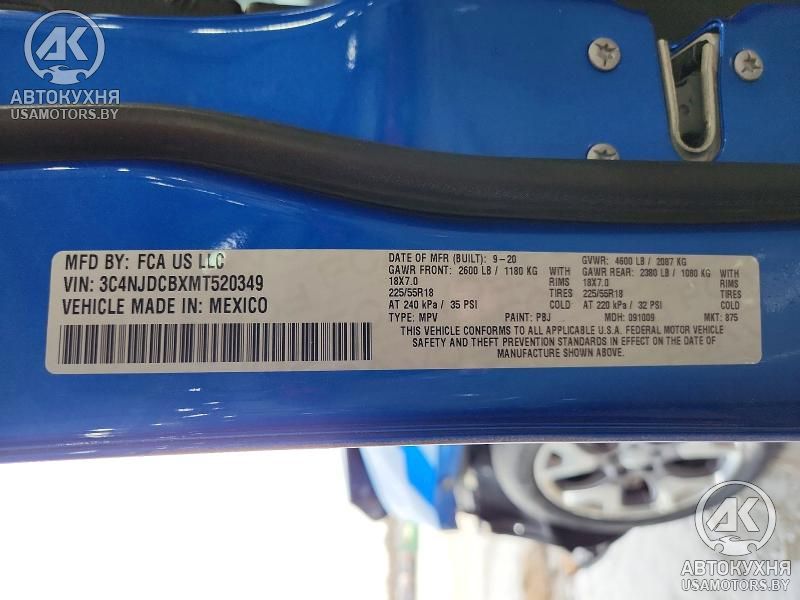 АК
АВТОКУХНЯ
USAMOTORS.BY
MFD BY: FCA US LLC
VIN: 3C4NJDCBXMT520349
VEHICLE MADE IN: MEXICO
DATE OF MFR (BUILT): 9-20 GVWR: 4600 LB / 2087 KG
GAWR FRONT: 2600 LB / 1180 KG GAWR REAR: 2380 LB / 1080 KG
18X7.0 RIMS 18X7.0 RIMS
225/55R18 TIRES 225/55R18 TIRES
AT 240 kPa / 35 PSI COLD AT 220 kPa / 32 PSI COLD
TYPE: MPV PAINT: PBJ MDH: 091009 MKT: 875
THIS VEHICLE CONFORMS TO ALL APPLICABLE U.S.A. FEDERAL MOTOR VEHICLE
SAFETY AND THEFT PREVENTION STANDARDS IN EFFECT ON THE DATE OF
MANUFACTURE SHOWN ABOVE.
АК
АВТОКУХНЯ
USAMOTORS.BY